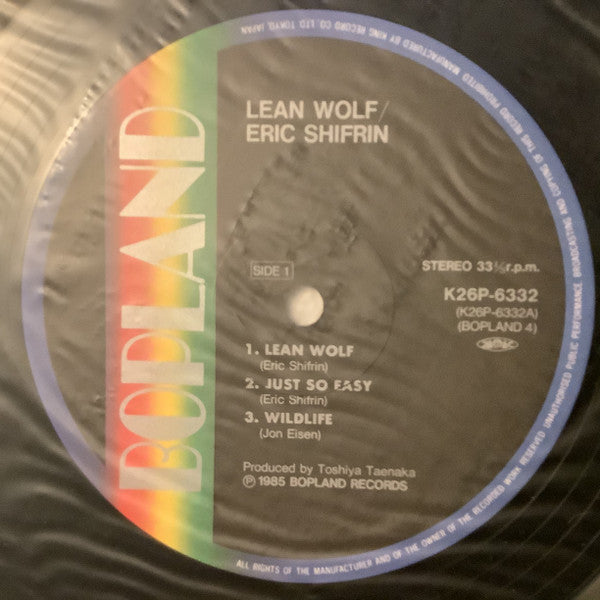 BOPLAND
LEAN WOLF/
ERIC SHIFRIN
SIDE 1
STEREO 33⅓r.p.m.
K26P-6332
(K26P-6332A)
(BOPLAND 4)
1. LEAN WOLF
(Eric Shifrin)
2. JUST SO EASY
(Eric Shifrin)
3. WILDLIFE
(Jon Eisen)
Produced by Toshiya Taenaka
Ⓟ1985 BOPLAND RECORDS
ALL RIGHTS OF THE MANUFACTURER AND OF THE OWNER OF THE RECORDED WORK RESERVED UNAUTHORISED PUBLIC PERFORMANCE BROADCASTING AND COPYING OF THIS RECORD PROHIBITED MANUFACTURED BY KING RECORD CO., LTD. TOKYO, JAPAN